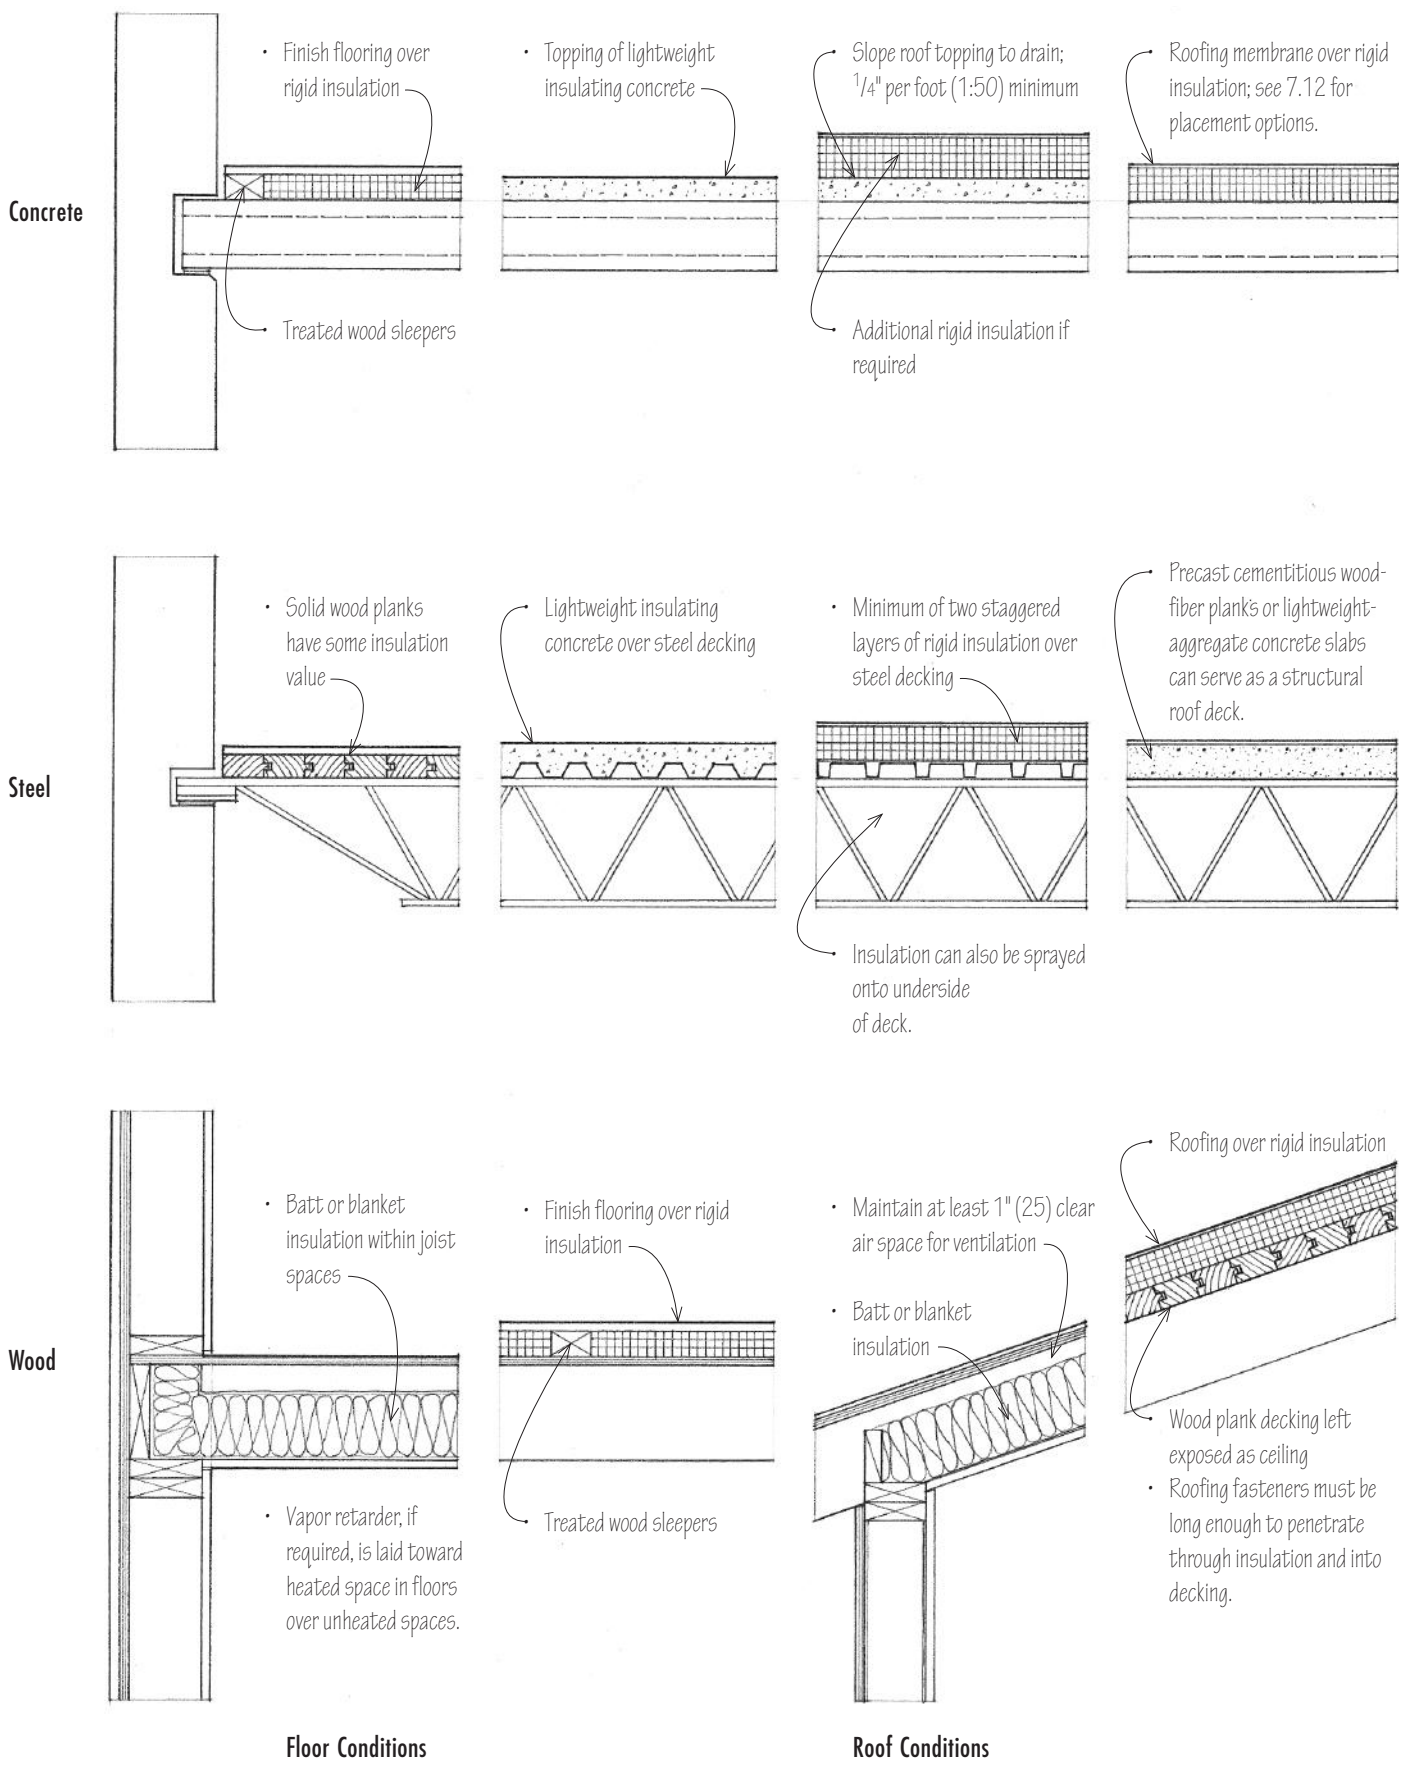 • Finish flooring over
rigid insulation
• Topping of lightweight
insulating concrete
• Slope roof topping to drain;
1/4" per foot (1:50) minimum
• Roofing membrane over rigid
insulation; see 7.12 for
placement options.
Concrete
• Treated wood sleepers
• Additional rigid insulation if
required
• Solid wood planks
have some insulation
value
• Lightweight insulating
concrete over steel decking
• Minimum of two staggered
layers of rigid insulation over
steel decking
• Precast cementitious wood-
fiber planks or lightweight-
aggregate concrete slabs
can serve as a structural
roof deck.
Steel
• Insulation can also be sprayed
onto underside
of deck.
• Batt or blanket
insulation within joist
spaces
• Finish flooring over rigid
insulation
• Maintain at least 1" (25) clear
air space for ventilation
• Batt or blanket
insulation
• Roofing over rigid insulation
Wood
• Vapor retarder, if
required, is laid toward
heated space in floors
over unheated spaces.
• Treated wood sleepers
• Wood plank decking left
exposed as ceiling
• Roofing fasteners must be
long enough to penetrate
through insulation and into
decking.
Floor Conditions
Roof Conditions